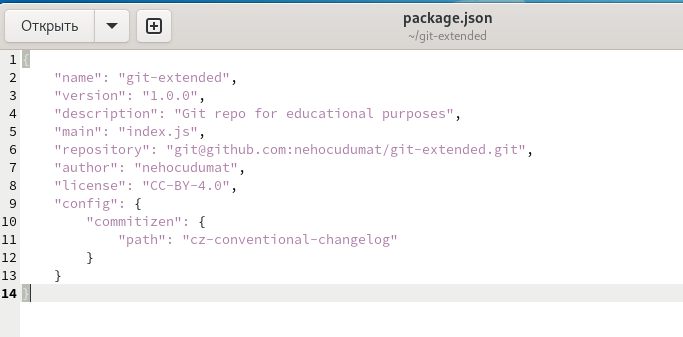 Открыть
package.json
~/git-extended
1 {
2 "name": "git-extended",
3 "version": "1.0.0",
4 "description": "Git repo for educational purposes",
5 "main": "index.js",
6 "repository": "git@github.com:nehocudumat/git-extended.git",
7 "author": "nehocudumat",
8 "license": "CC-BY-4.0",
9 "config": {
10 "commitizen": {
11 "path": "cz-conventional-changelog"
12 }
13 }
14 }